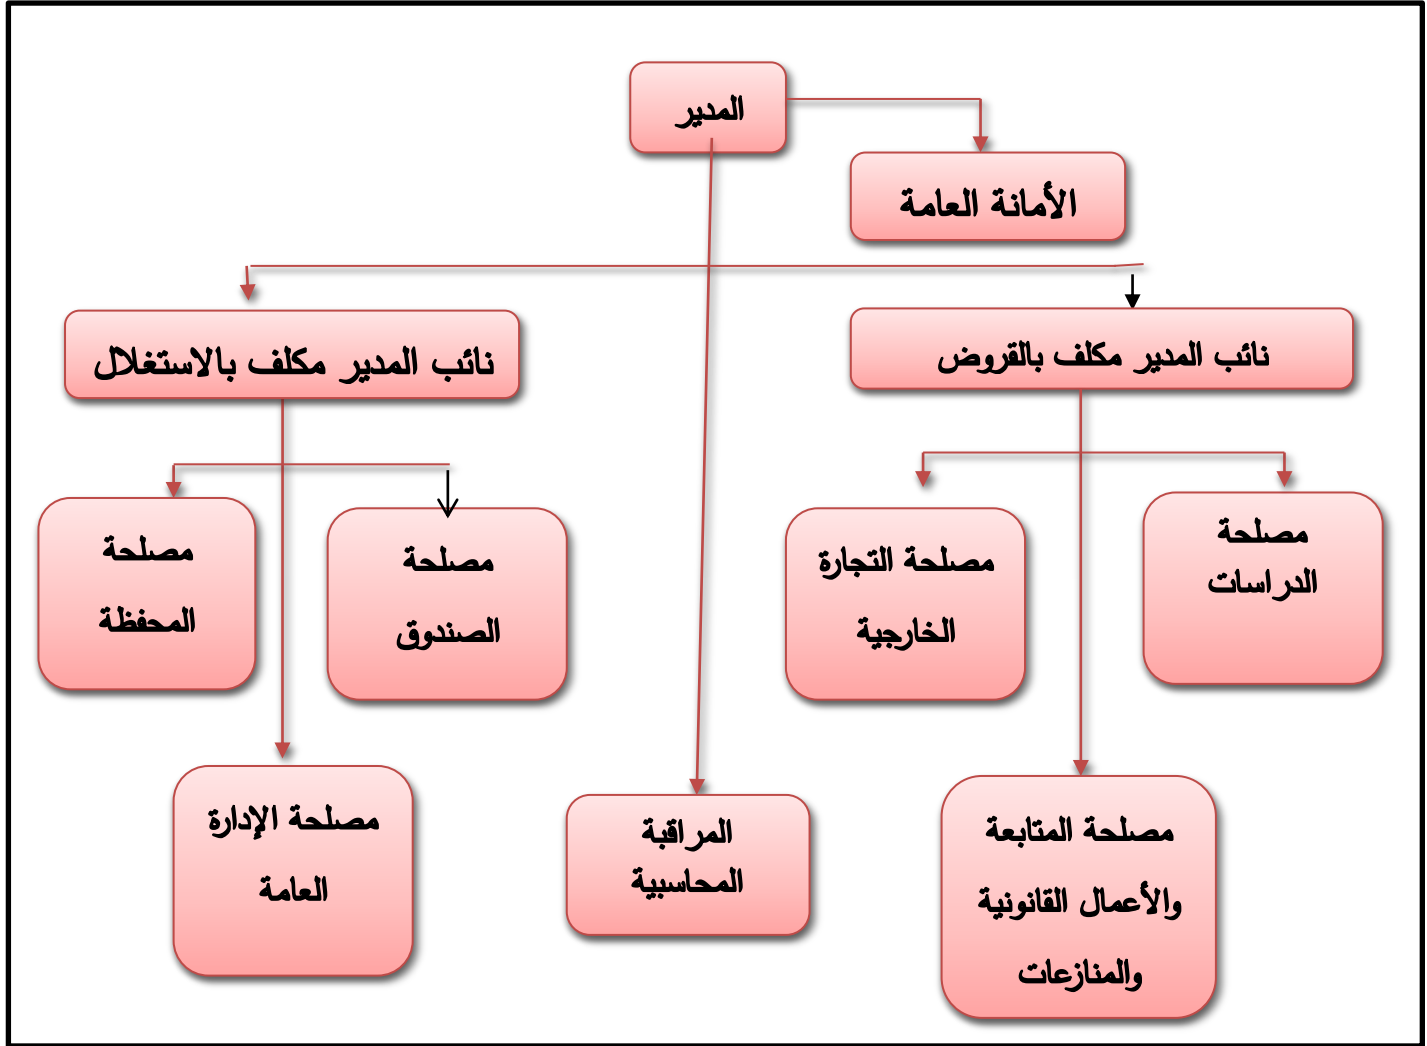 المدير
الأمانة العامة
نائب المدير مكلف بالقروض
نائب المدير مكلف بالاستغلال
مصلحة
الدراسات
مصلحة التجارة
الخارجية
مصلحة
الصندوق
مصلحة
المحفظة
مصلحة المتابعة
والأعمال القانونية
والمنازعات
المراقبة
المحاسبية
مصلحة الإدارة
العامة